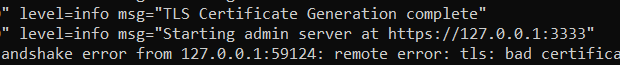 " level=info msg="TLS Certificate Generation complete"
" level=info msg="Starting admin server at https://127.0.0.1:3333"
andshake error from 127.0.0.1:59124: remote error: tls: bad certifica